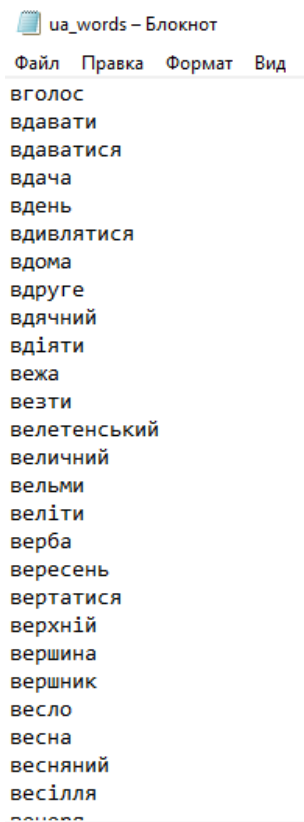 ua_words – Блокнот
Файл Правка Формат Вид
вголос
вдавати
вдаватися
вдача
вдень
вдивлятися
вдома
вдруге
вдячний
вдіяти
вежа
везти
велетенський
величний
вельми
веліти
верба
вересень
вертатися
верхній
вершина
вершник
весло
весна
весняний
весілля